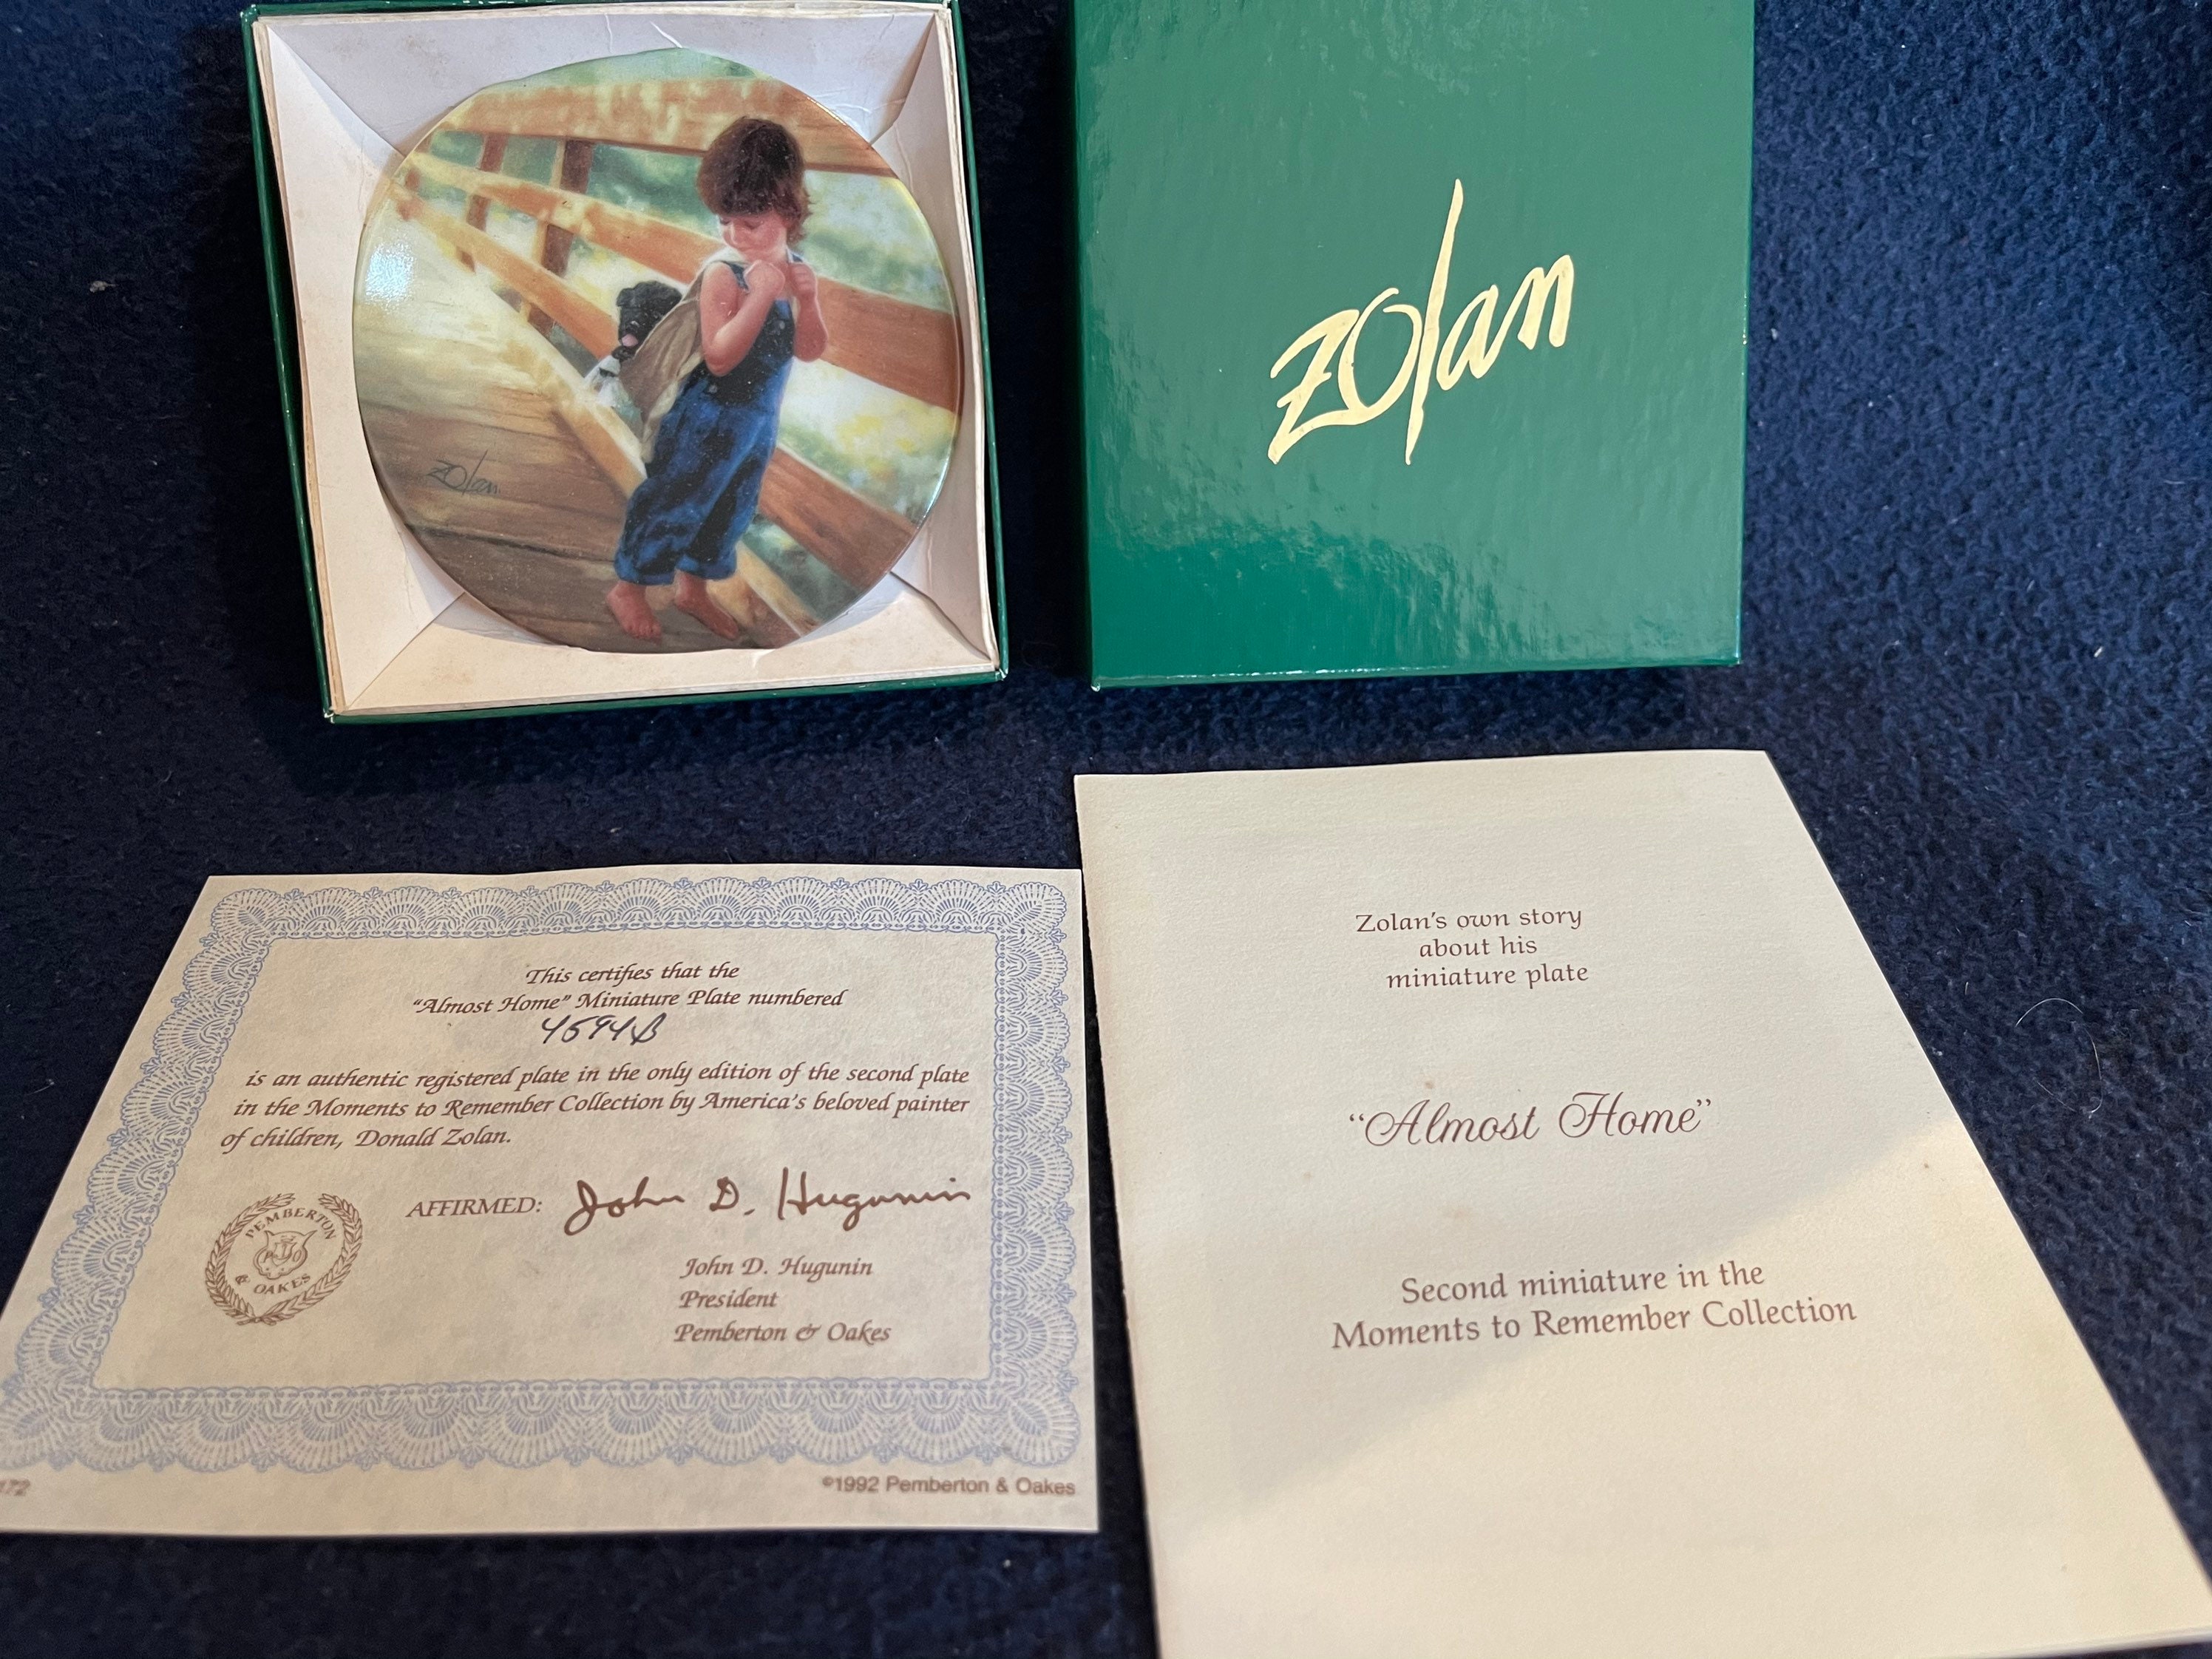 Zolan
Zolan
This certifies that the
"Almost Home" Miniature Plate numbered
4594B
is an authentic registered plate in the only edition of the second plate
in the Moments to Remember Collection by America's beloved painter
of children, Donald Zolan.
PEMBERTON
& OAKES
AFFIRMED: John D. Hugunin
John D. Hugunin
President
Pemberton & Oakes
©1992 Pemberton & Oakes
Zolan's own story
about his
miniature plate
"Almost Home"
Second miniature in the
Moments to Remember Collection